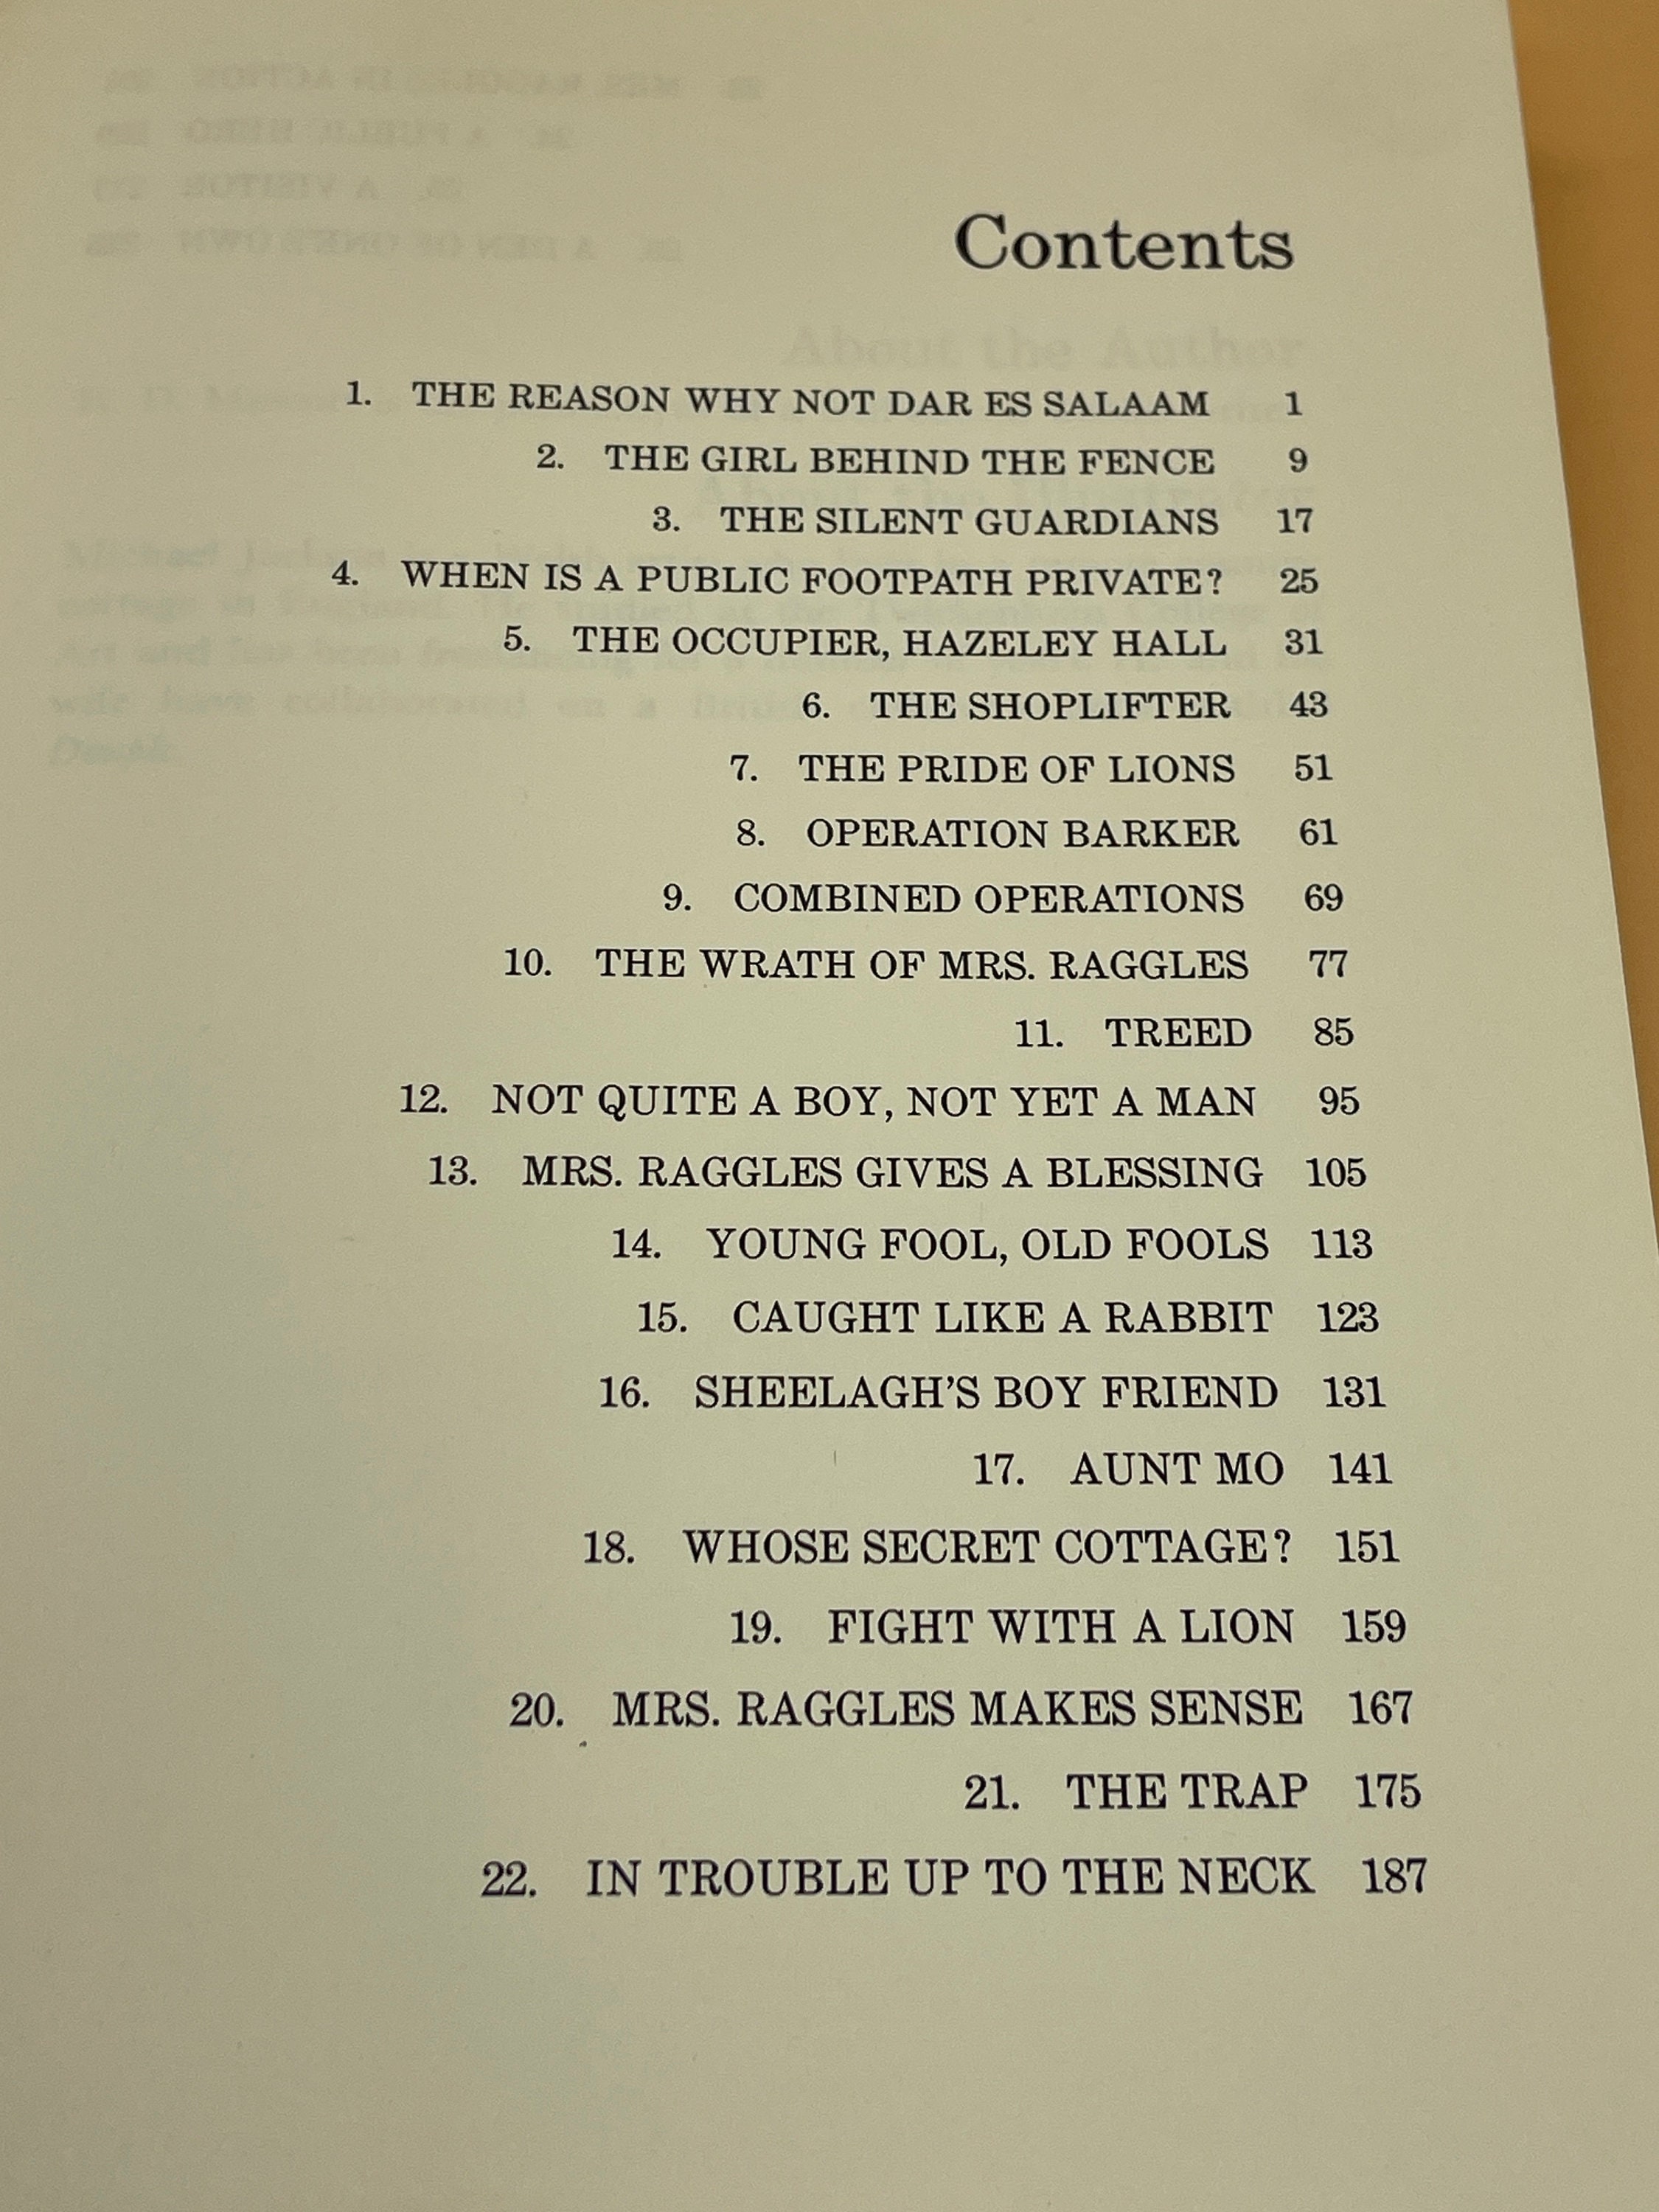 Contents
1. THE REASON WHY NOT DAR ES SALAAM 1
2. THE GIRL BEHIND THE FENCE 9
3. THE SILENT GUARDIANS 17
4. WHEN IS A PUBLIC FOOTPATH PRIVATE? 25
5. THE OCCUPIER, HAZELEY HALL 31
6. THE SHOPLIFTER 43
7. THE PRIDE OF LIONS 51
8. OPERATION BARKER 61
9. COMBINED OPERATIONS 69
10. THE WRATH OF MRS. RAGGLES 77
11. TREED 85
12. NOT QUITE A BOY, NOT YET A MAN 95
13. MRS. RAGGLES GIVES A BLESSING 105
14. YOUNG FOOL, OLD FOOLS 113
15. CAUGHT LIKE A RABBIT 123
16. SHEELAGH'S BOY FRIEND 131
17. AUNT MO 141
18. WHOSE SECRET COTTAGE? 151
19. FIGHT WITH A LION 159
20. MRS. RAGGLES MAKES SENSE 167
21. THE TRAP 175
22. IN TROUBLE UP TO THE NECK 187